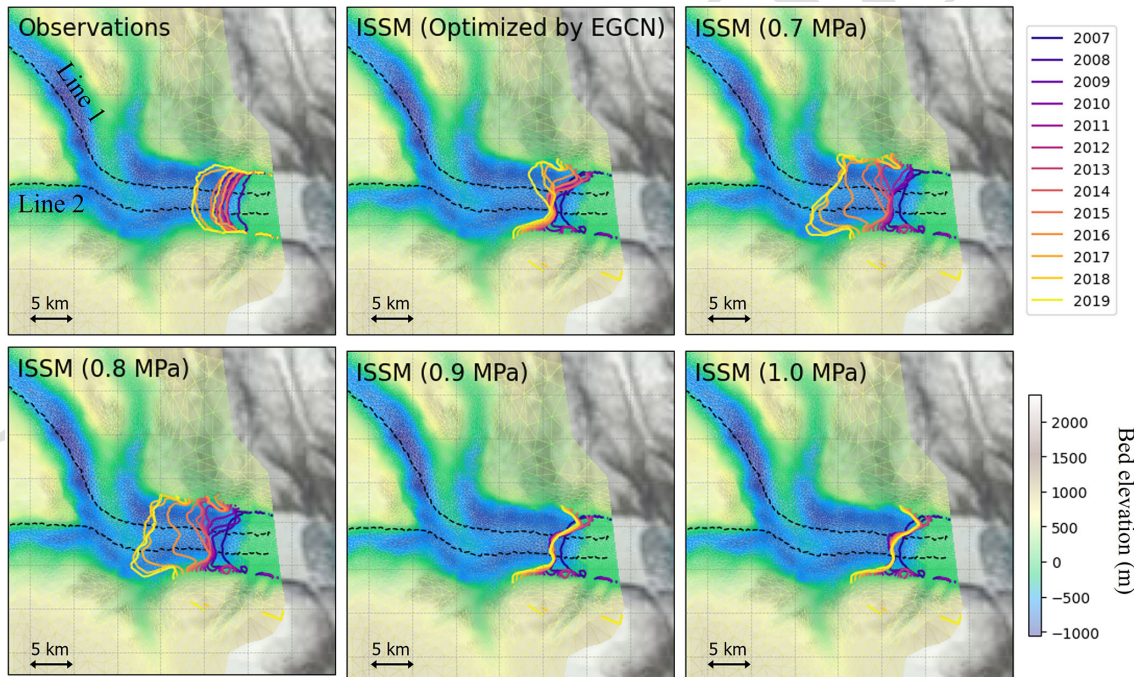 Observations
Line 1
Line 2
5 km
ISSM (Optimized by EGCN)
5 km
ISSM (0.7 MPa)
5 km
2007
2008
2009
2010
2011
2012
2013
2014
2015
2016
2017
2018
2019
ISSM (0.8 MPa)
5 km
ISSM (0.9 MPa)
5 km
ISSM (1.0 MPa)
5 km
2000
1500
1000
500
0
−500
−1000
Bed elevation (m)